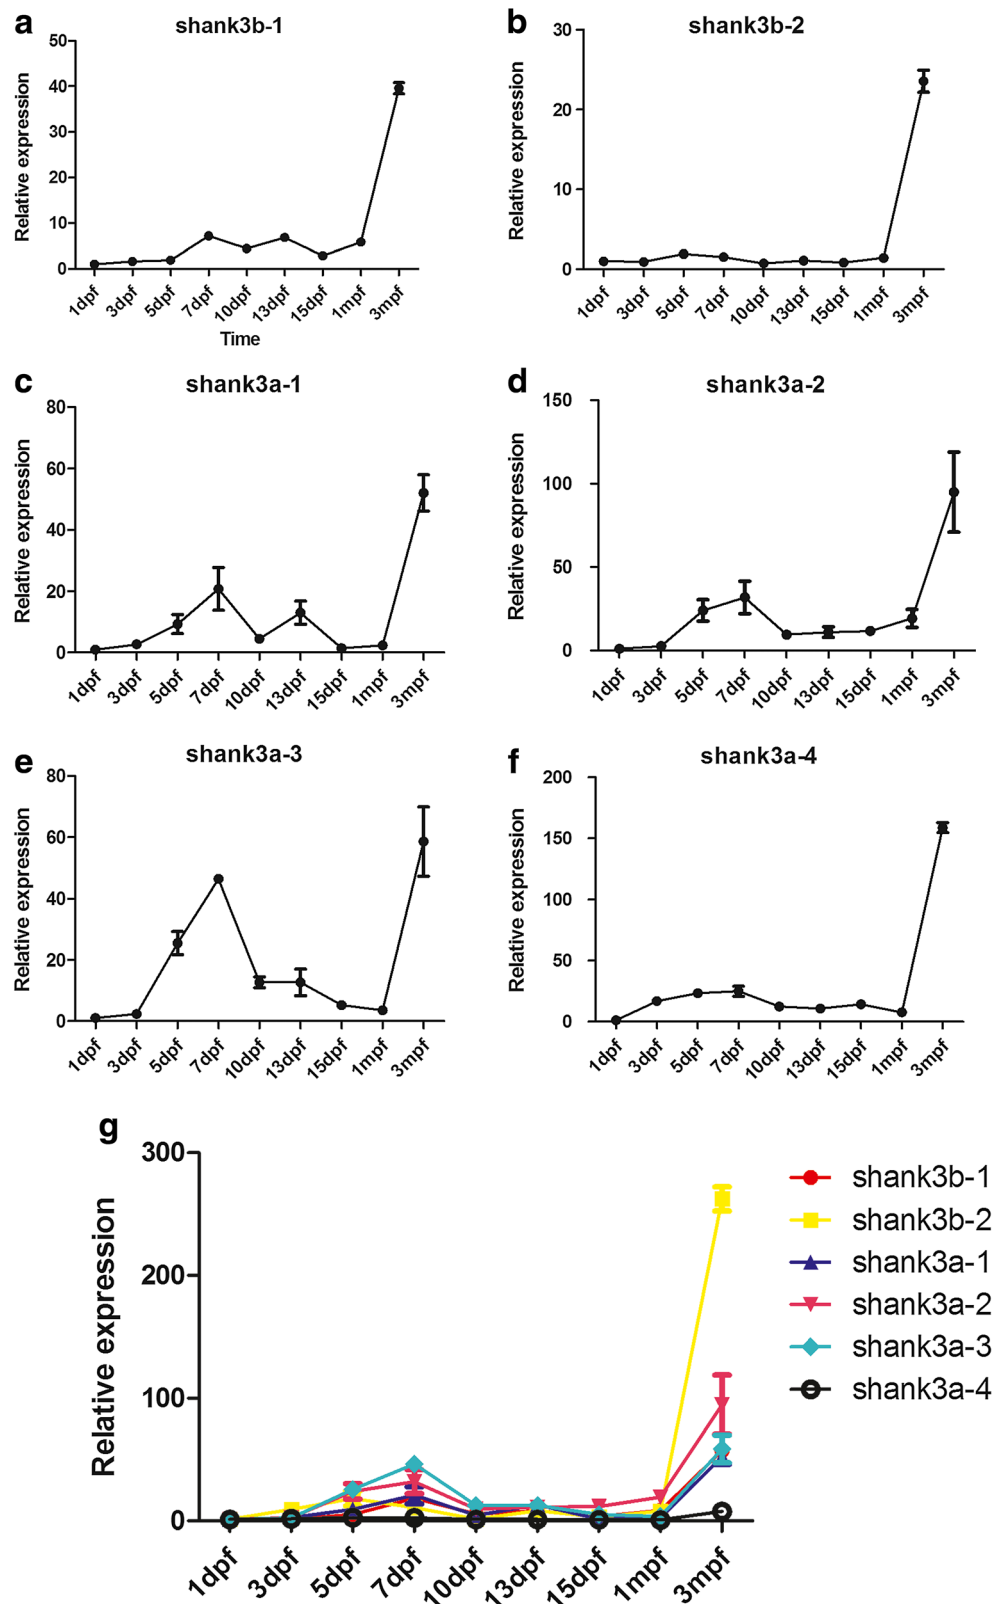 a
shank3b-1
Relative expression
50
40
30
20
10
0
1dpf 3dpf 5dpf 7dpf 10dpf 13dpf 15dpf 1mpf 3mpf
Time
b
shank3b-2
Relative expression
30
20
10
0
1dpf 3dpf 5dpf 7dpf 10dpf 13dpf 15dpf 1mpf 3mpf
c
shank3a-1
Relative expression
80
60
40
20
0
1dpf 3dpf 5dpf 7dpf 10dpf 13dpf 15dpf 1mpf 3mpf
d
shank3a-2
Relative expression
150
100
50
0
1dpf 3dpf 5dpf 7dpf 10dpf 13dpf 15dpf 1mpf 3mpf
e
shank3a-3
Relative expression
80
60
40
20
0
1dpf 3dpf 5dpf 7dpf 10dpf 13dpf 15dpf 1mpf 3mpf
f
shank3a-4
Relative expression
200
150
100
50
0
1dpf 3dpf 5dpf 7dpf 10dpf 13dpf 15dpf 1mpf 3mpf
g
Relative expression
300
200
100
0
1dpf 3dpf 5dpf 7dpf 10dpf 13dpf 15dpf 1mpf 3mpf
shank3b-1
shank3b-2
shank3a-1
shank3a-2
shank3a-3
shank3a-4